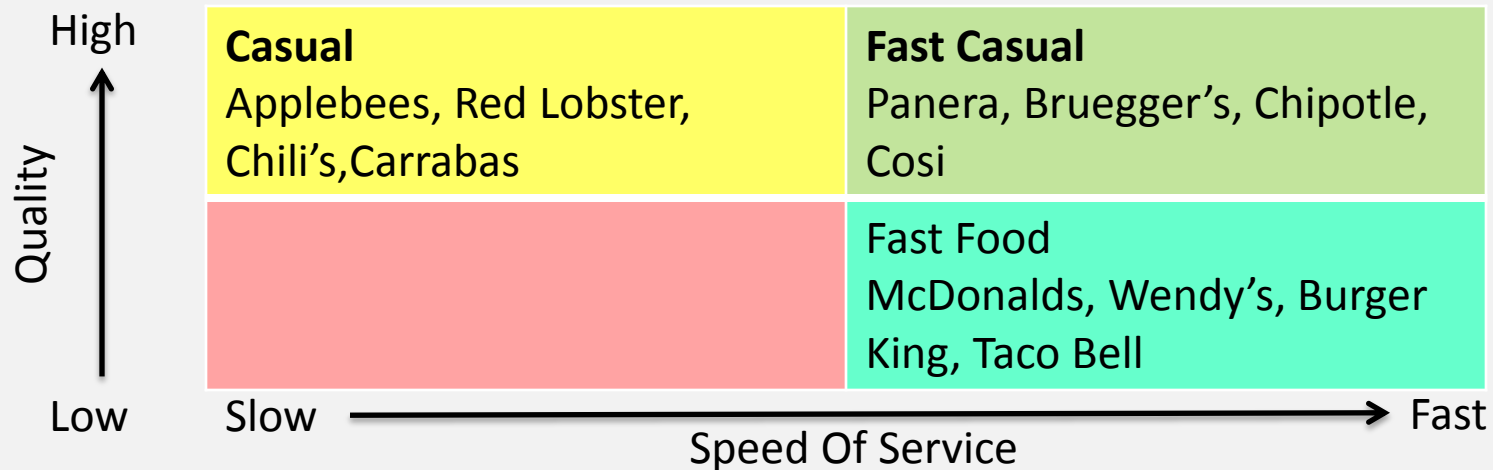 High
Casual
Applebees, Red Lobster,
Chili’s,Carrabas
Fast Casual
Panera, Bruegger’s, Chipotle,
Cosi
Quality
Fast Food
McDonalds, Wendy’s, Burger
King, Taco Bell
Low
Slow
Fast
Speed Of Service